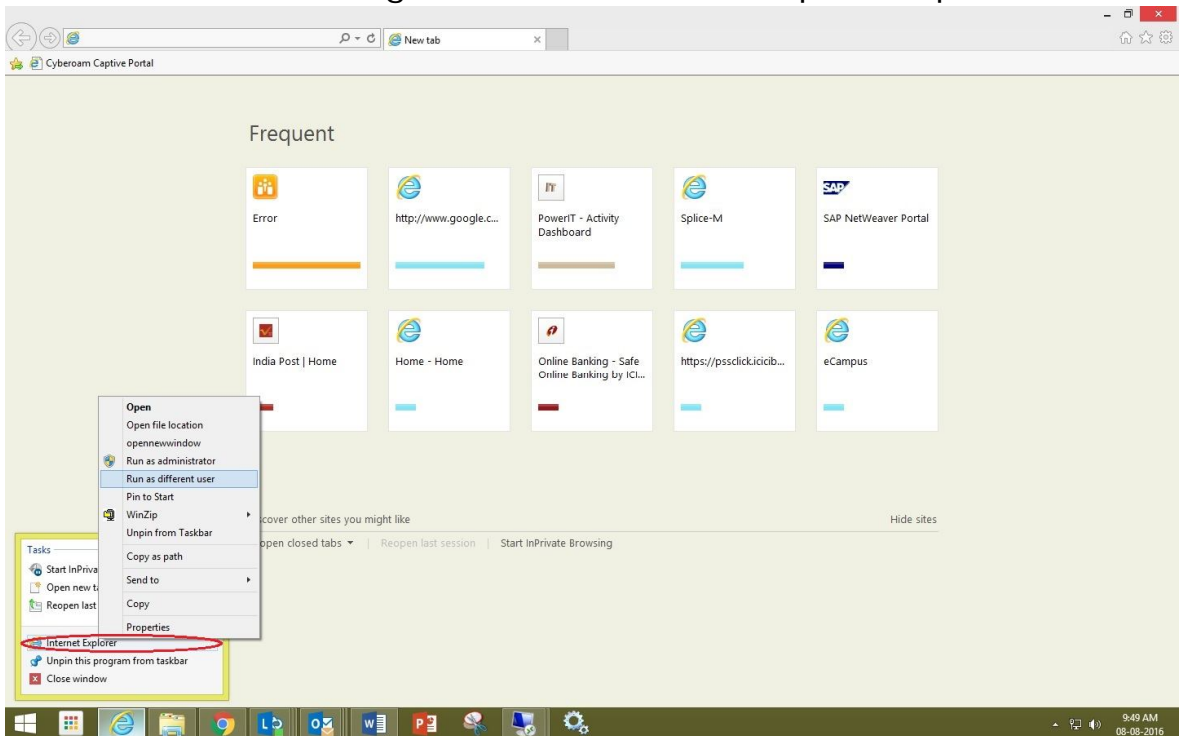 New tab
Cyberoam Captive Portal
Frequent
Error
http://www.google.c...
PowerIT - Activity
Dashboard
Splice-M
SAP
SAP NetWeaver Portal
India Post | Home
Home - Home
Online Banking - Safe
Online Banking by ICI...
https://pssclick.icicib...
eCampus
Open
Open file location
opennewwindow
Run as administrator
Run as different user
Pin to Start
WinZip
Unpin from Taskbar
Copy as path
Send to
Copy
Properties
cover other sites you might like
Hide sites
open closed tabs
Reopen last session
Start InPrivate Browsing
Tasks
Start InPriva
Open new ta
Reopen last
Internet Explorer
Unpin this program from taskbar
Close window
9:49 AM
08-08-2016